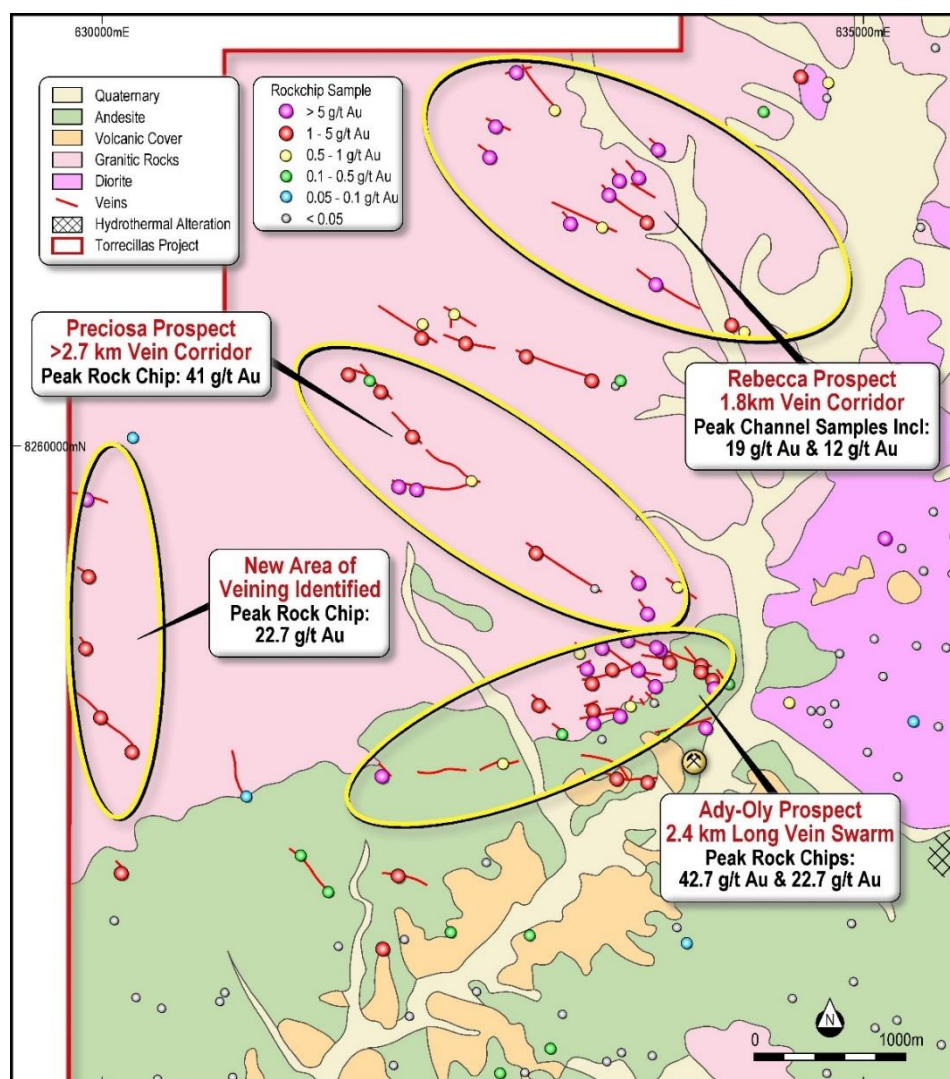 630000mE
635000mE
Quaternary
Andesite
Volcanic Cover
Granitic Rocks
Diorite
Veins
Hydrothermal Alteration
Torrecillas Project
Rockchip Sample
> 5 g/t Au
1 - 5 g/t Au
0.5 - 1 g/t Au
0.1 - 0.5 g/t Au
0.05 - 0.1 g/t Au
< 0.05
Preciosa Prospect
>2.7 km Vein Corridor
Peak Rock Chip: 41 g/t Au
Rebecca Prospect
1.8km Vein Corridor
Peak Channel Samples Incl:
19 g/t Au & 12 g/t Au
8260000mN
New Area of
Veining Identified
Peak Rock Chip:
22.7 g/t Au
Ady-Oly Prospect
2.4 km Long Vein Swarm
Peak Rock Chips:
42.7 g/t Au & 22.7 g/t Au
N
0 1000m